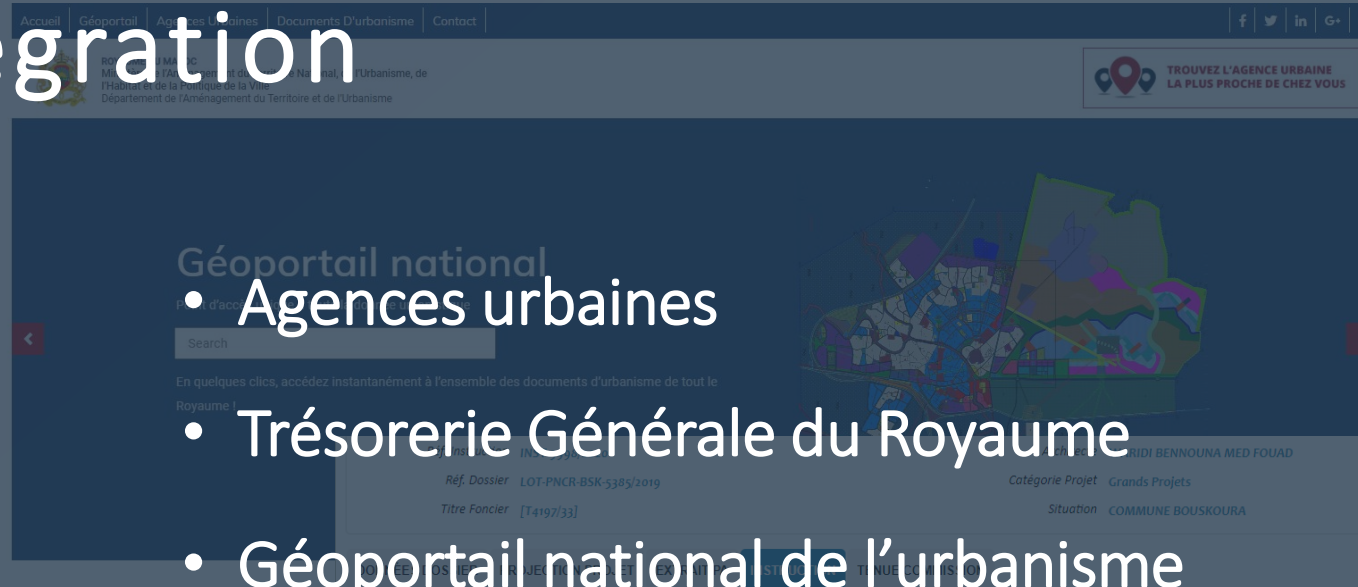 Accueil Géoportail Agences Urbaines Documents D'urbanisme Contact
egration
ROYAUME DU MAROC
Ministère de l'Aménagement du Territoire National, de l'Urbanisme, de
l'Habitat et de la Politique de la Ville
Département de l'Aménagement du Territoire et de l'Urbanisme
TROUVEZ L'AGENCE URBAINE
LA PLUS PROCHE DE CHEZ VOUS
Géoportail national
• Agences urbaines
Search
En quelques clics, accédez instantanément à l'ensemble des documents d'urbanisme de tout le
Royaume !
• Trésorerie Générale du Royaume
BENNOUNA MED FOUAD
Réf. Dossier LOT-PNCR-BSK-5385/2019
Catégorie Projet Grands Projets
Titre Foncier [T4197/33]
Situation COMMUNE BOUSKOURA
• Géoportail national de l'urbanisme